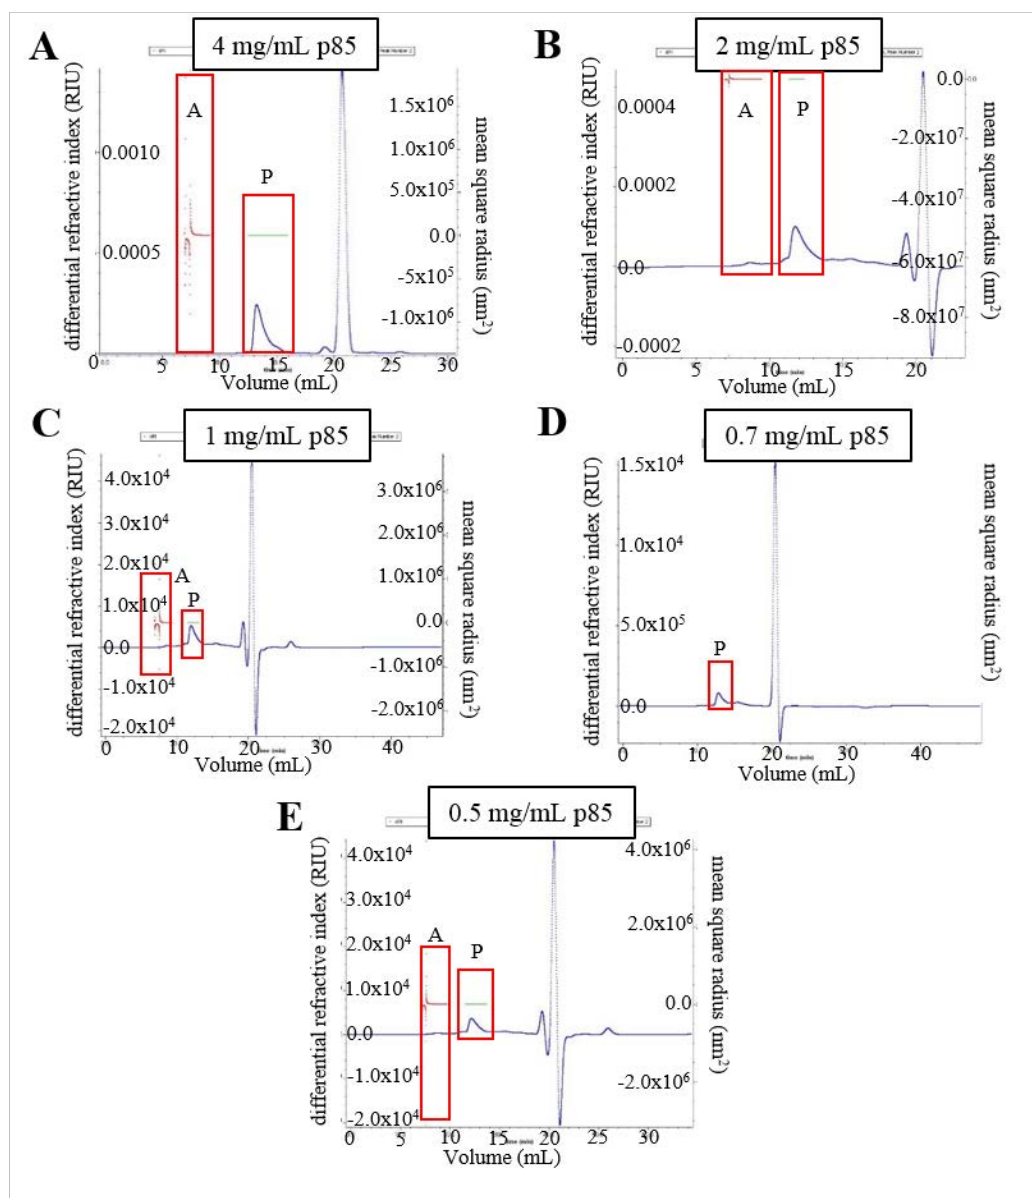 A
4 mg/mL p85
differential refractive index (RIU)
0.0010
0.0005
A
P
1.5x10⁶
1.0x10⁶
5.0x10⁵
0.0
-5.0x10⁵
-1.0x10⁶
mean square radius (nm²)
0 5 10 15 20 25 30
Volume (mL)
B
2 mg/mL p85
differential refractive index (RIU)
0.0004
0.0002
0.0
-0.0002
A
P
0.0
-2.0x10⁷
-4.0x10⁷
-6.0x10⁷
-8.0x10⁷
mean square radius (nm²)
0 5 10 15 20
Volume (mL)
C
1 mg/mL p85
differential refractive index (RIU)
4.0x10⁴
3.0x10⁴
2.0x10⁴
1.0x10⁴
0.0
-1.0x10⁴
-2.0x10⁴
A
P
3.0x10⁶
2.0x10⁶
1.0x10⁶
0.0
-1.0x10⁶
-2.0x10⁶
mean square radius (nm²)
0 10 20 30 40
Volume (mL)
D
0.7 mg/mL p85
differential refractive index (RIU)
1.5x10⁴
1.0x10⁴
5.0x10⁵
0.0
P
mean square radius (nm²)
0 10 20 30 40
Volume (mL)
E
0.5 mg/mL p85
differential refractive index (RIU)
4.0x10⁴
3.0x10⁴
2.0x10⁴
1.0x10⁴
0.0
-1.0x10⁴
-2.0x10⁴
A
P
4.0x10⁶
2.0x10⁶
0.0
-2.0x10⁶
mean square radius (nm²)
0 5 10 15 20 25 30
Volume (mL)